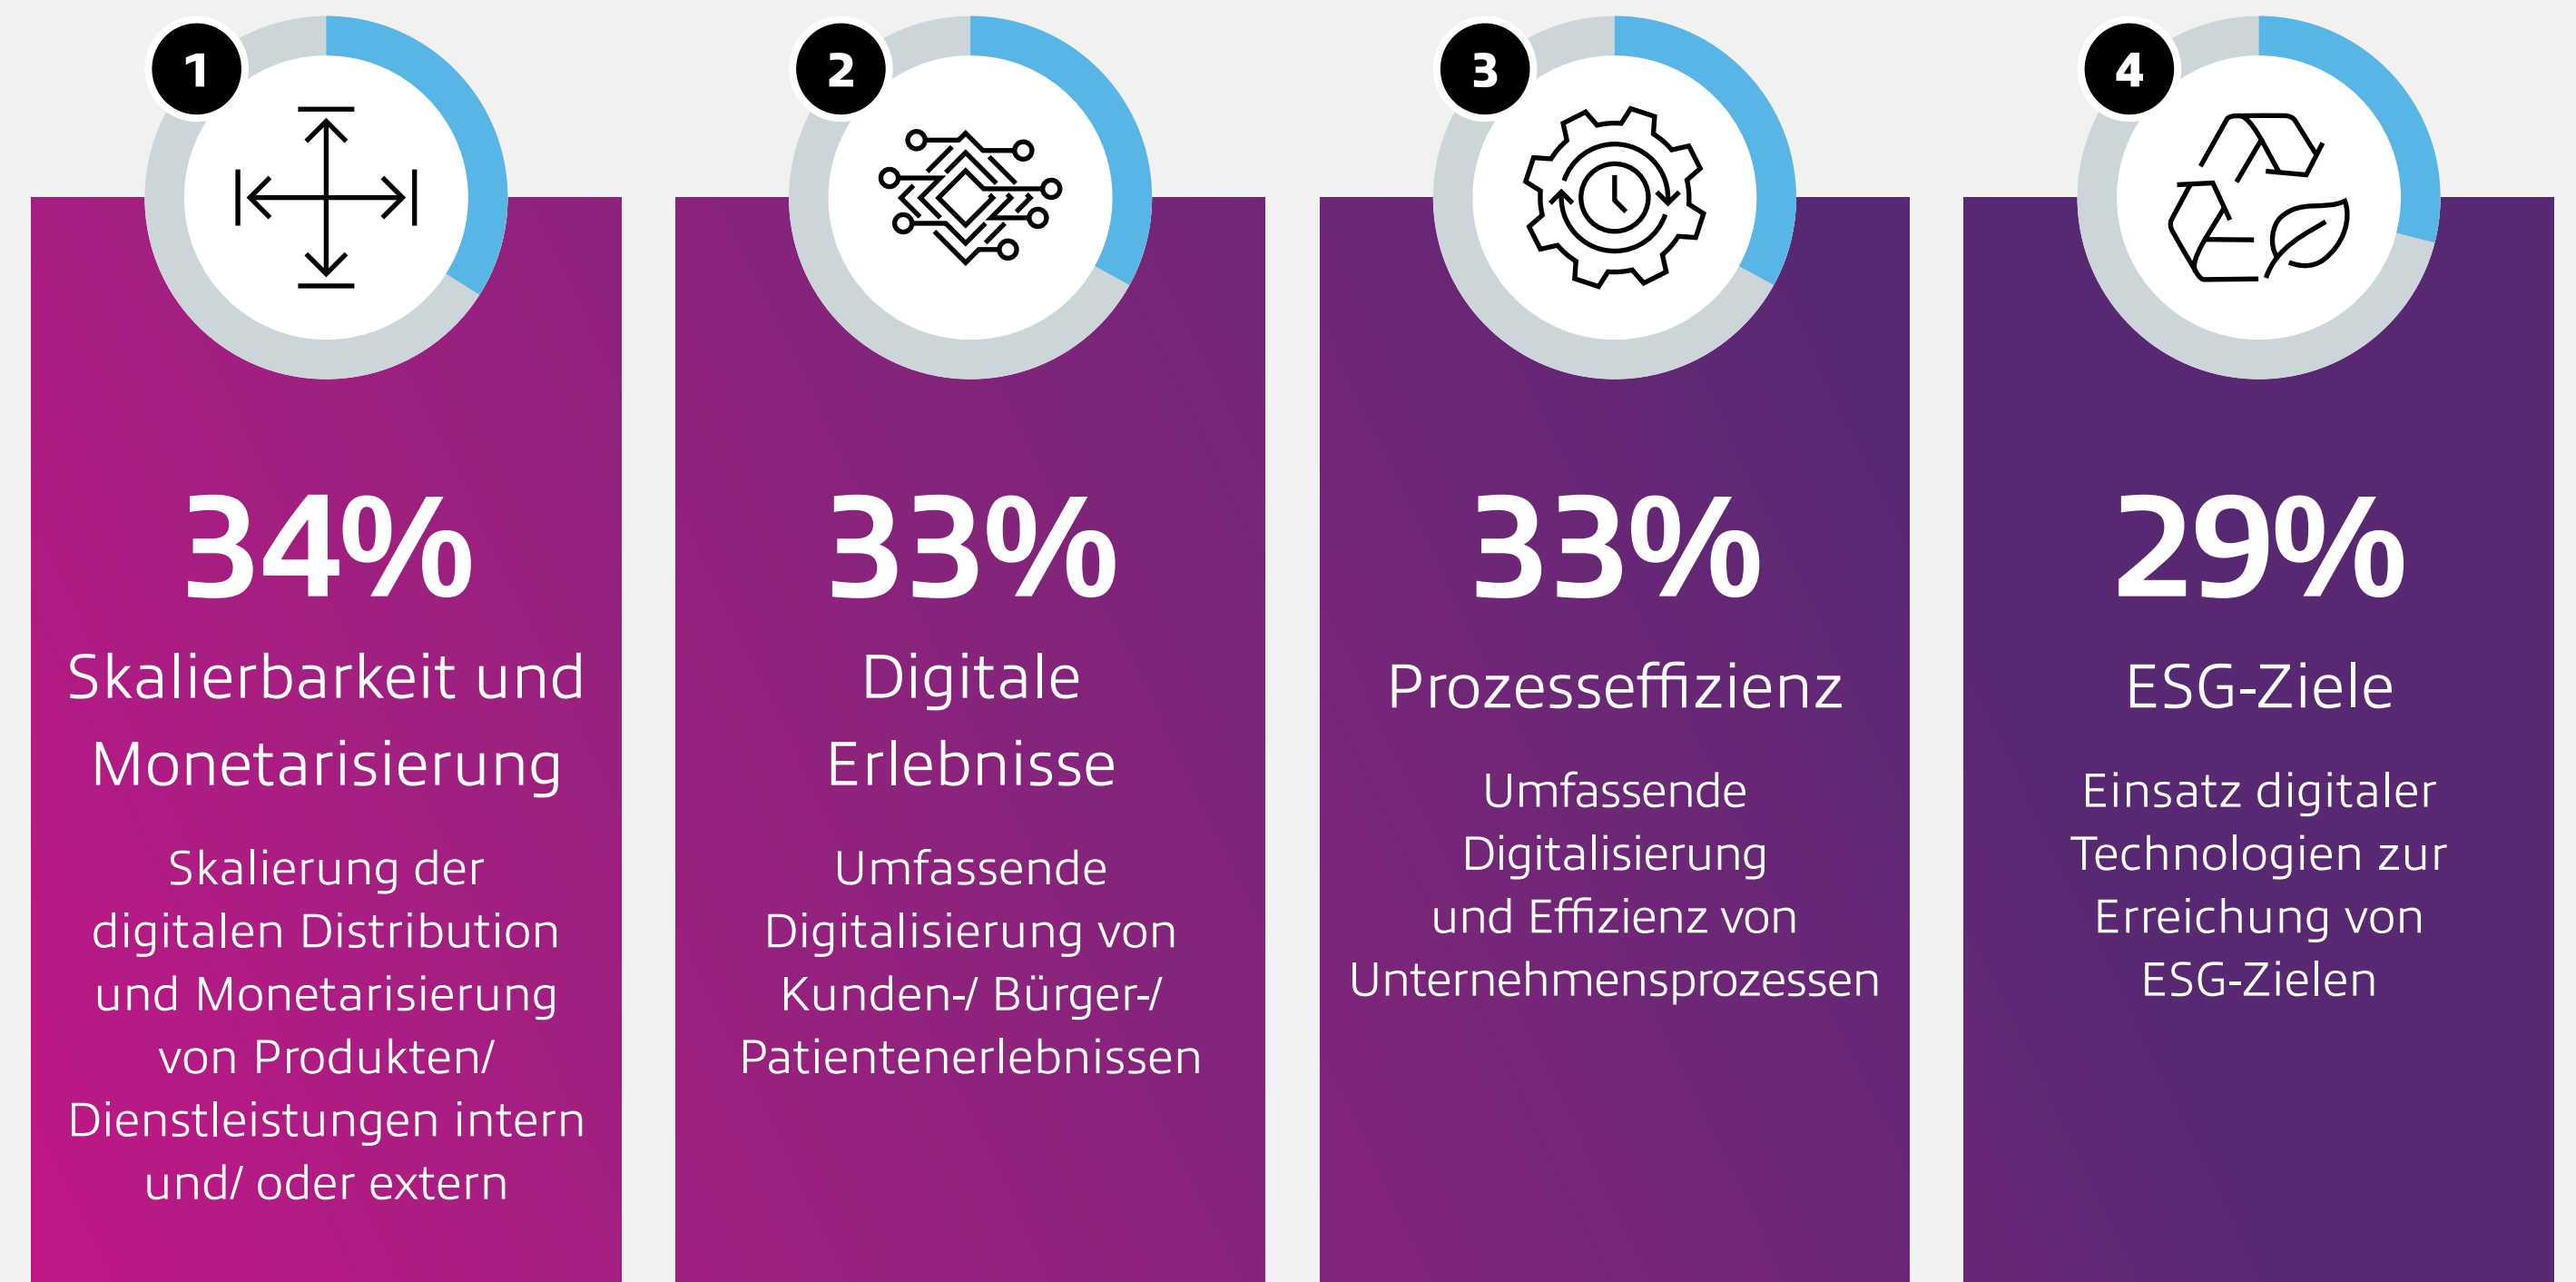 1
34%
Skalierbarkeit und
Monetarisierung
Skalierung der
digitalen Distribution
und Monetarisierung
von Produkten/
Dienstleistungen intern
und/ oder extern
2
33%
Digitale
Erlebnisse
Umfassende
Digitalisierung von
Kunden-/ Bürger-/
Patientenerlebnissen
3
33%
Prozesseffizienz
Umfassende
Digitalisierung
und Effizienz von
Unternehmensprozessen
4
29%
ESG-Ziele
Einsatz digitaler
Technologien zur
Erreichung von
ESG-Zielen